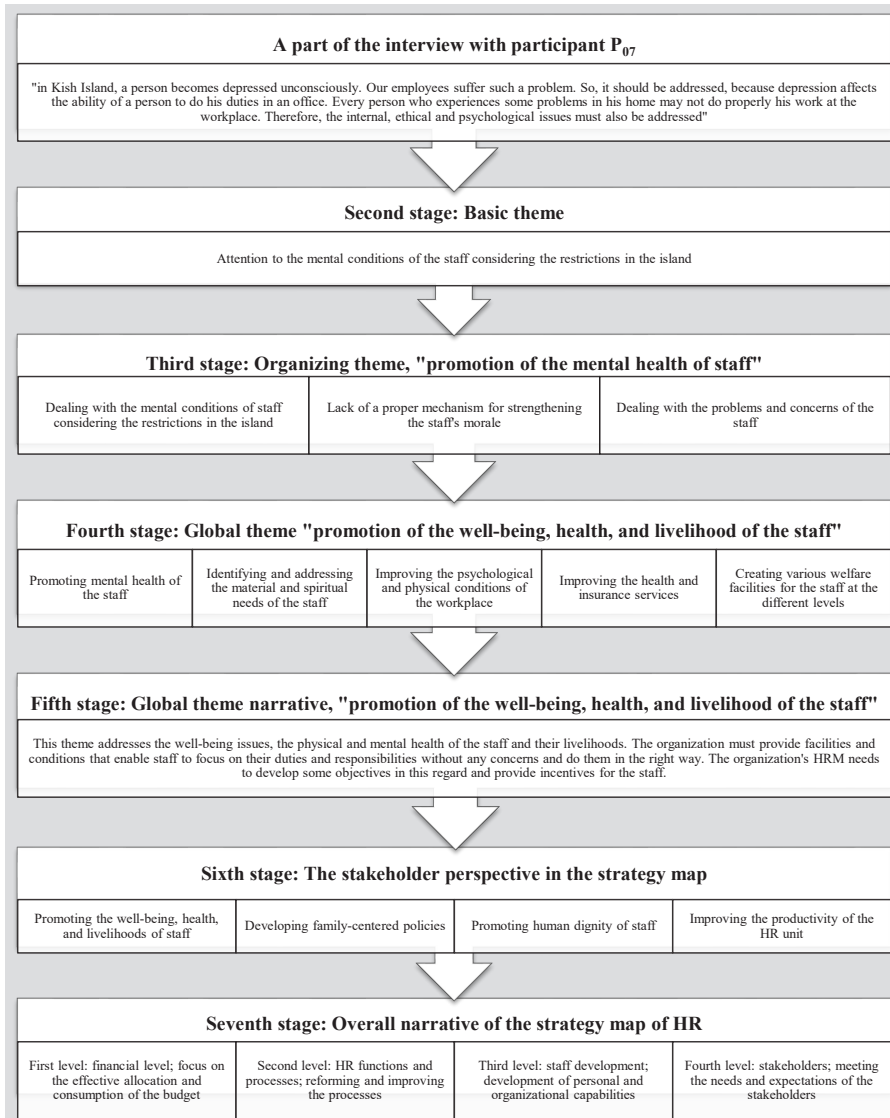 A part of the interview with participant P07
"in Kish Island, a person becomes depressed unconsciously. Our employees suffer such a problem. So, it should be addressed, because depression affects
the ability of a person to do his duties in an office. Every person who experiences some problems in his home may not do properly his work at the
workplace. Therefore, the internal, ethical and psychological issues must also be addressed"
Second stage: Basic theme
Attention to the mental conditions of the staff considering the restrictions in the island
Third stage: Organizing theme, "promotion of the mental health of staff"
Dealing with the mental conditions of staff
considering the restrictions in the island
Lack of a proper mechanism for strengthening
the staff's morale
Dealing with the problems and concerns of the
staff
Fourth stage: Global theme "promotion of the well-being, health, and livelihood of the staff"
Promoting mental health of
the staff
Identifying and addressing
the material and spiritual
needs of the staff
Improving the psychological
and physical conditions of
the workplace
Improving the health and
insurance services
Creating various welfare
facilities for the staff at the
different levels
Fifth stage: Global theme narrative, "promotion of the well-being, health, and livelihood of the staff"
This theme addresses the well-being issues, the physical and mental health of the staff and their livelihoods. The organization must provide facilities and
conditions that enable staff to focus on their duties and responsibilities without any concerns and do them in the right way. The organization's HRM needs
to develop some objectives in this regard and provide incentives for the staff.
Sixth stage: The stakeholder perspective in the strategy map
Promoting the well-being, health,
and livelihoods of staff
Developing family-centered policies
Promoting human dignity of staff
Improving the productivity of the
HR unit
Seventh stage: Overall narrative of the strategy map of HR
First level: financial level; focus on
the effective allocation and
consumption of the budget
Second level: HR functions and
processes; reforming and improving
the processes
Third level: staff development;
development of personal and
organizational capabilities
Fourth level: stakeholders; meeting
the needs and expectations of the
stakeholders